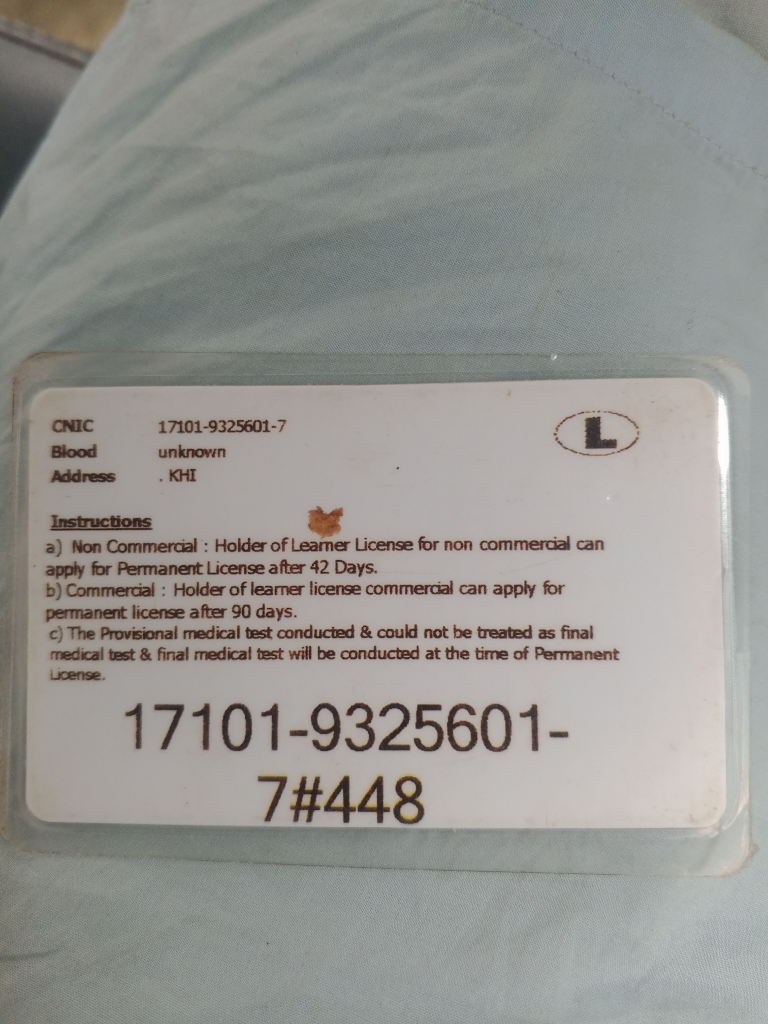 CNIC 17101-9325601-7
Blood unknown
Address . KHI
L
Instructions
a) Non Commercial : Holder of Learner License for non commercial can
apply for Permanent License after 42 Days.
b) Commercial : Holder of learner license commercial can apply for
permanent license after 90 days.
c) The Provisional medical test conducted & could not be treated as final
medical test & final medical test will be conducted at the time of Permanent
License.
17101-9325601-
7#448